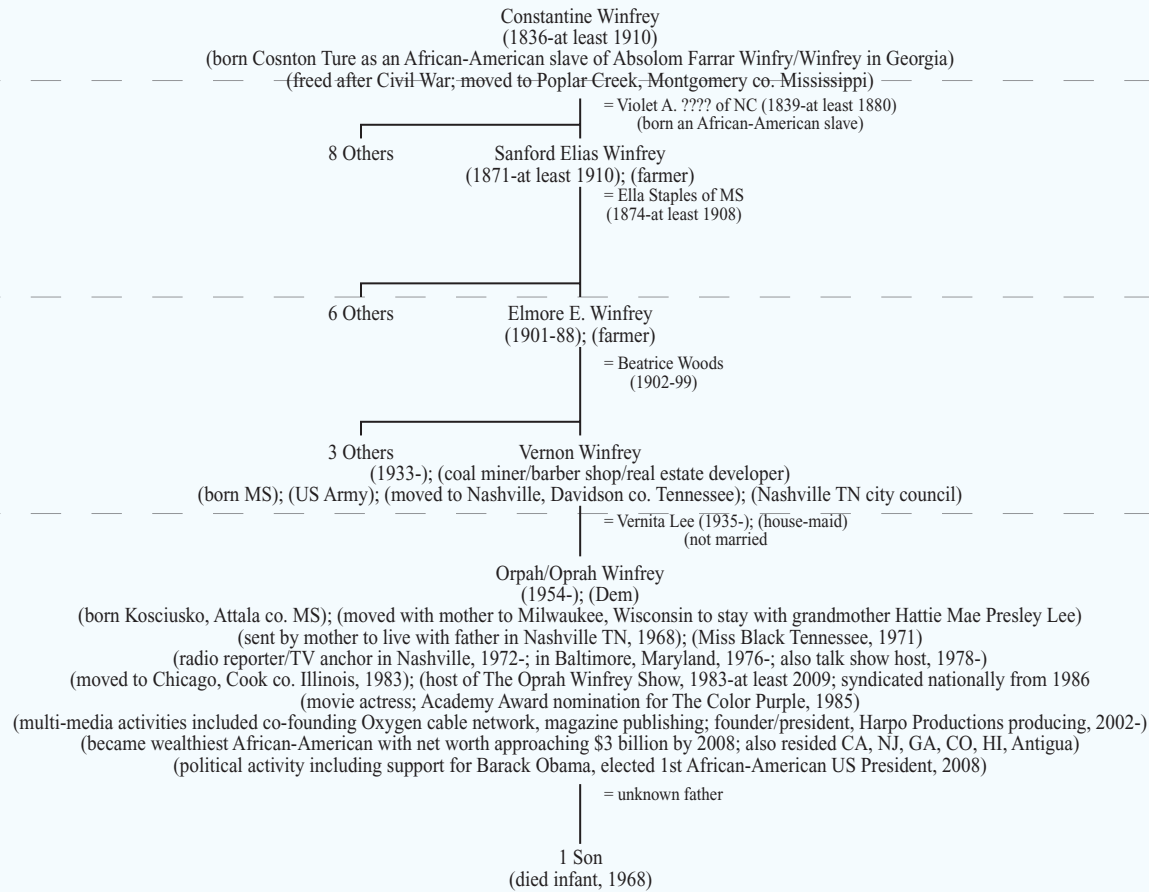 Constantine Winfrey
(1836-at least 1910)
(born Cosnton Ture as an African-American slave of Absolom Farrar Winfry/Winfrey in Georgia)
(freed after Civil War; moved to Poplar Creek, Montgomery co. Mississippi)
= Violet A. ???? of NC (1839-at least 1880)
(born an African-American slave)
8 Others
Sanford Elias Winfrey
(1871-at least 1910); (farmer)
= Ella Staples of MS
(1874-at least 1908)
6 Others
Elmore E. Winfrey
(1901-88); (farmer)
= Beatrice Woods
(1902-99)
3 Others
Vernon Winfrey
(1933-); (coal miner/barber shop/real estate developer)
(born MS); (US Army); (moved to Nashville, Davidson co. Tennessee); (Nashville TN city council)
= Vernita Lee (1935-); (house-maid)
(not married
Orpah/Oprah Winfrey
(1954-); (Dem)
(born Kosciusko, Attala co. MS); (moved with mother to Milwaukee, Wisconsin to stay with grandmother Hattie Mae Presley Lee)
(sent by mother to live with father in Nashville TN, 1968); (Miss Black Tennessee, 1971)
(radio reporter/TV anchor in Nashville, 1972-; in Baltimore, Maryland, 1976-; also talk show host, 1978-)
(moved to Chicago, Cook co. Illinois, 1983); (host of The Oprah Winfrey Show, 1983-at least 2009; syndicated nationally from 1986
(movie actress; Academy Award nomination for The Color Purple, 1985)
(multi-media activities included co-founding Oxygen cable network, magazine publishing; founder/president, Harpo Productions producing, 2002-)
(became wealthiest African-American with net worth approaching $3 billion by 2008; also resided CA, NJ, GA, CO, HI, Antigua)
(political activity including support for Barack Obama, elected 1st African-American US President, 2008)
= unknown father
1 Son
(died infant, 1968)